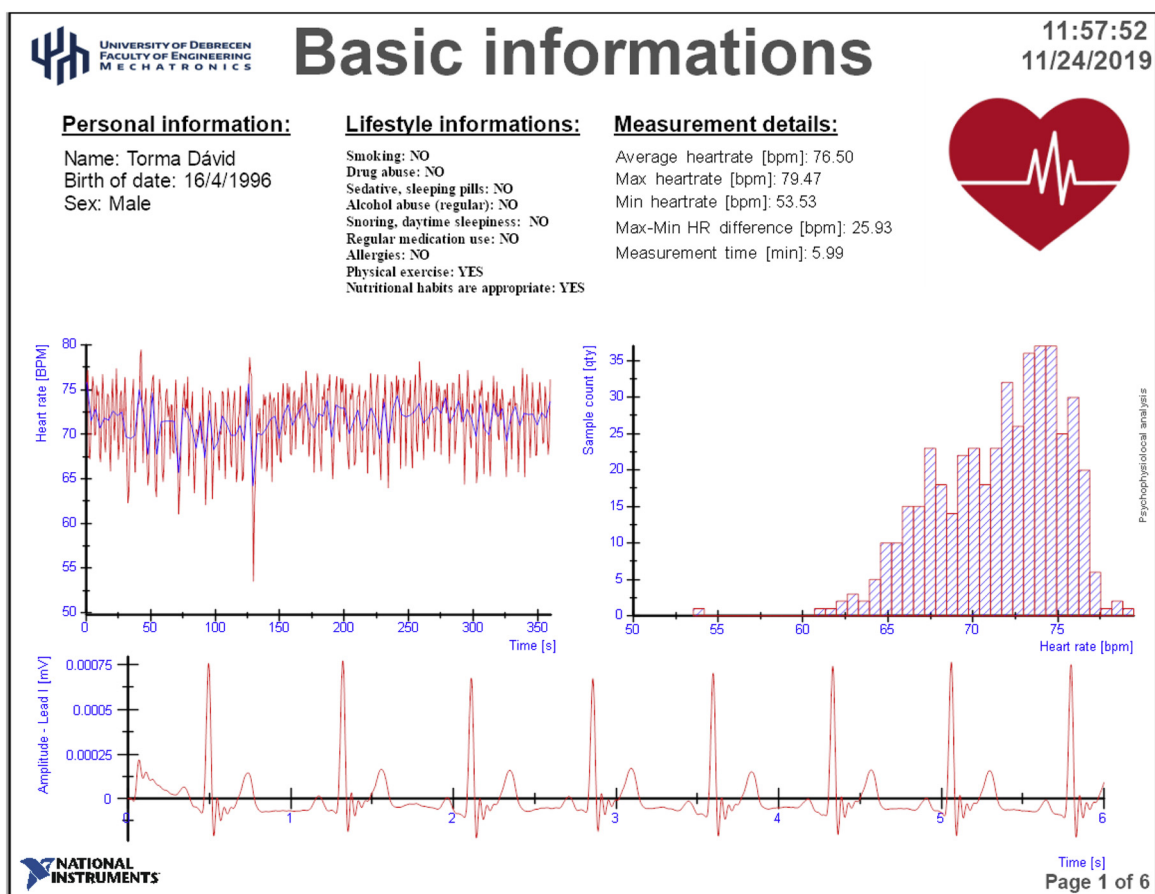 UNIVERSITY OF DEBRECEN
FACULTY OF ENGINEERING
MECHATRONICS
Basic informations
11:57:52
11/24/2019
Personal information:
Name: Torma Dávid
Birth of date: 16/4/1996
Sex: Male
Lifestyle informations:
Smoking: NO
Drug abuse: NO
Sedative, sleeping pills: NO
Alcohol abuse (regular): NO
Snoring, daytime sleepiness: NO
Regular medication use: NO
Allergies: NO
Physical exercise: YES
Nutritional habits are appropriate: YES
Measurement details:
Average heartrate [bpm]: 76.50
Max heartrate [bpm]: 79.47
Min heartrate [bpm]: 53.53
Max-Min HR difference [bpm]: 25.93
Measurement time [min]: 5.99
Heart rate [BPM]
80
75
70
65
60
55
50
0 50 100 150 200 250 300 350
Time [s]
Sample count [qty]
35
30
25
20
15
10
5
0
50 55 60 65 70 75
Heart rate [bpm]
Psychophysiolocal analysis
Amplitude - Lead I [mV]
0.00075
0.0005
0.00025
0
0 1 2 3 4 5 6
Time [s]
NATIONAL
INSTRUMENTS
Page 1 of 6